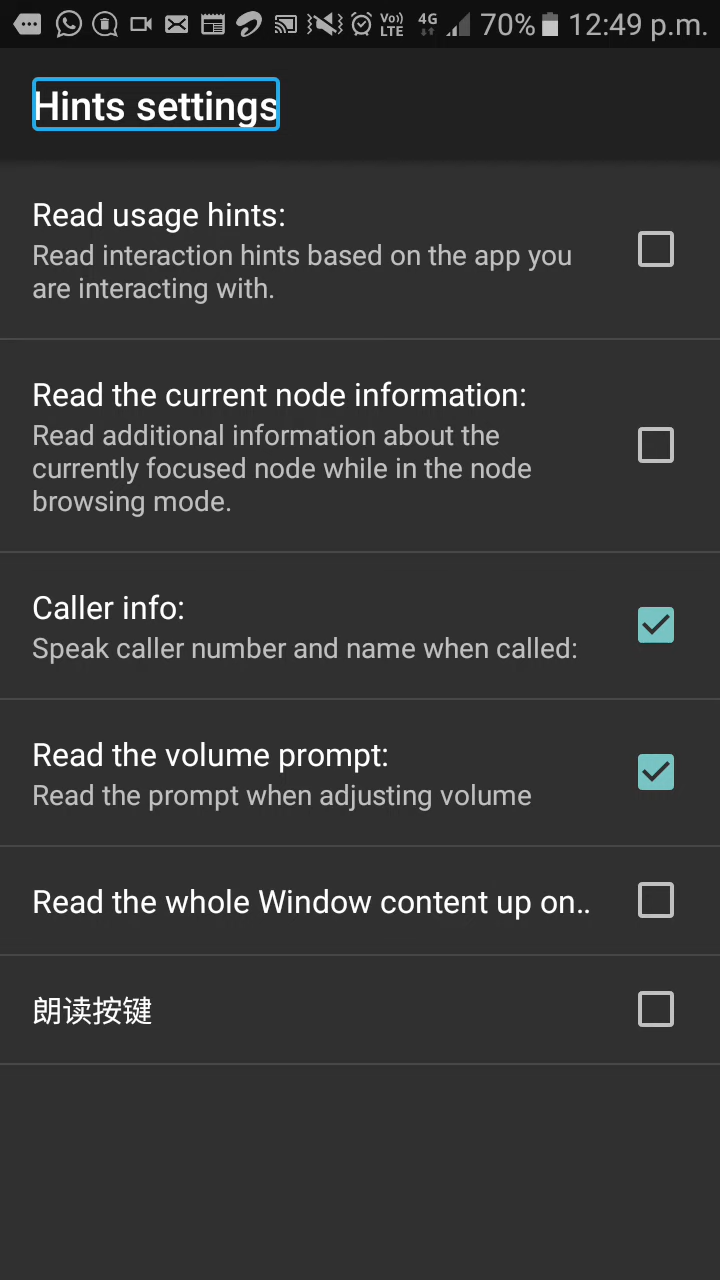 Vo)) LTE 4G 70% 12:49 p.m.
Hints settings
Read usage hints:
Read interaction hints based on the app you
are interacting with.
Read the current node information:
Read additional information about the
currently focused node while in the node
browsing mode.
Caller info:
Speak caller number and name when called:
Read the volume prompt:
Read the prompt when adjusting volume
Read the whole Window content up on..
朗读按键